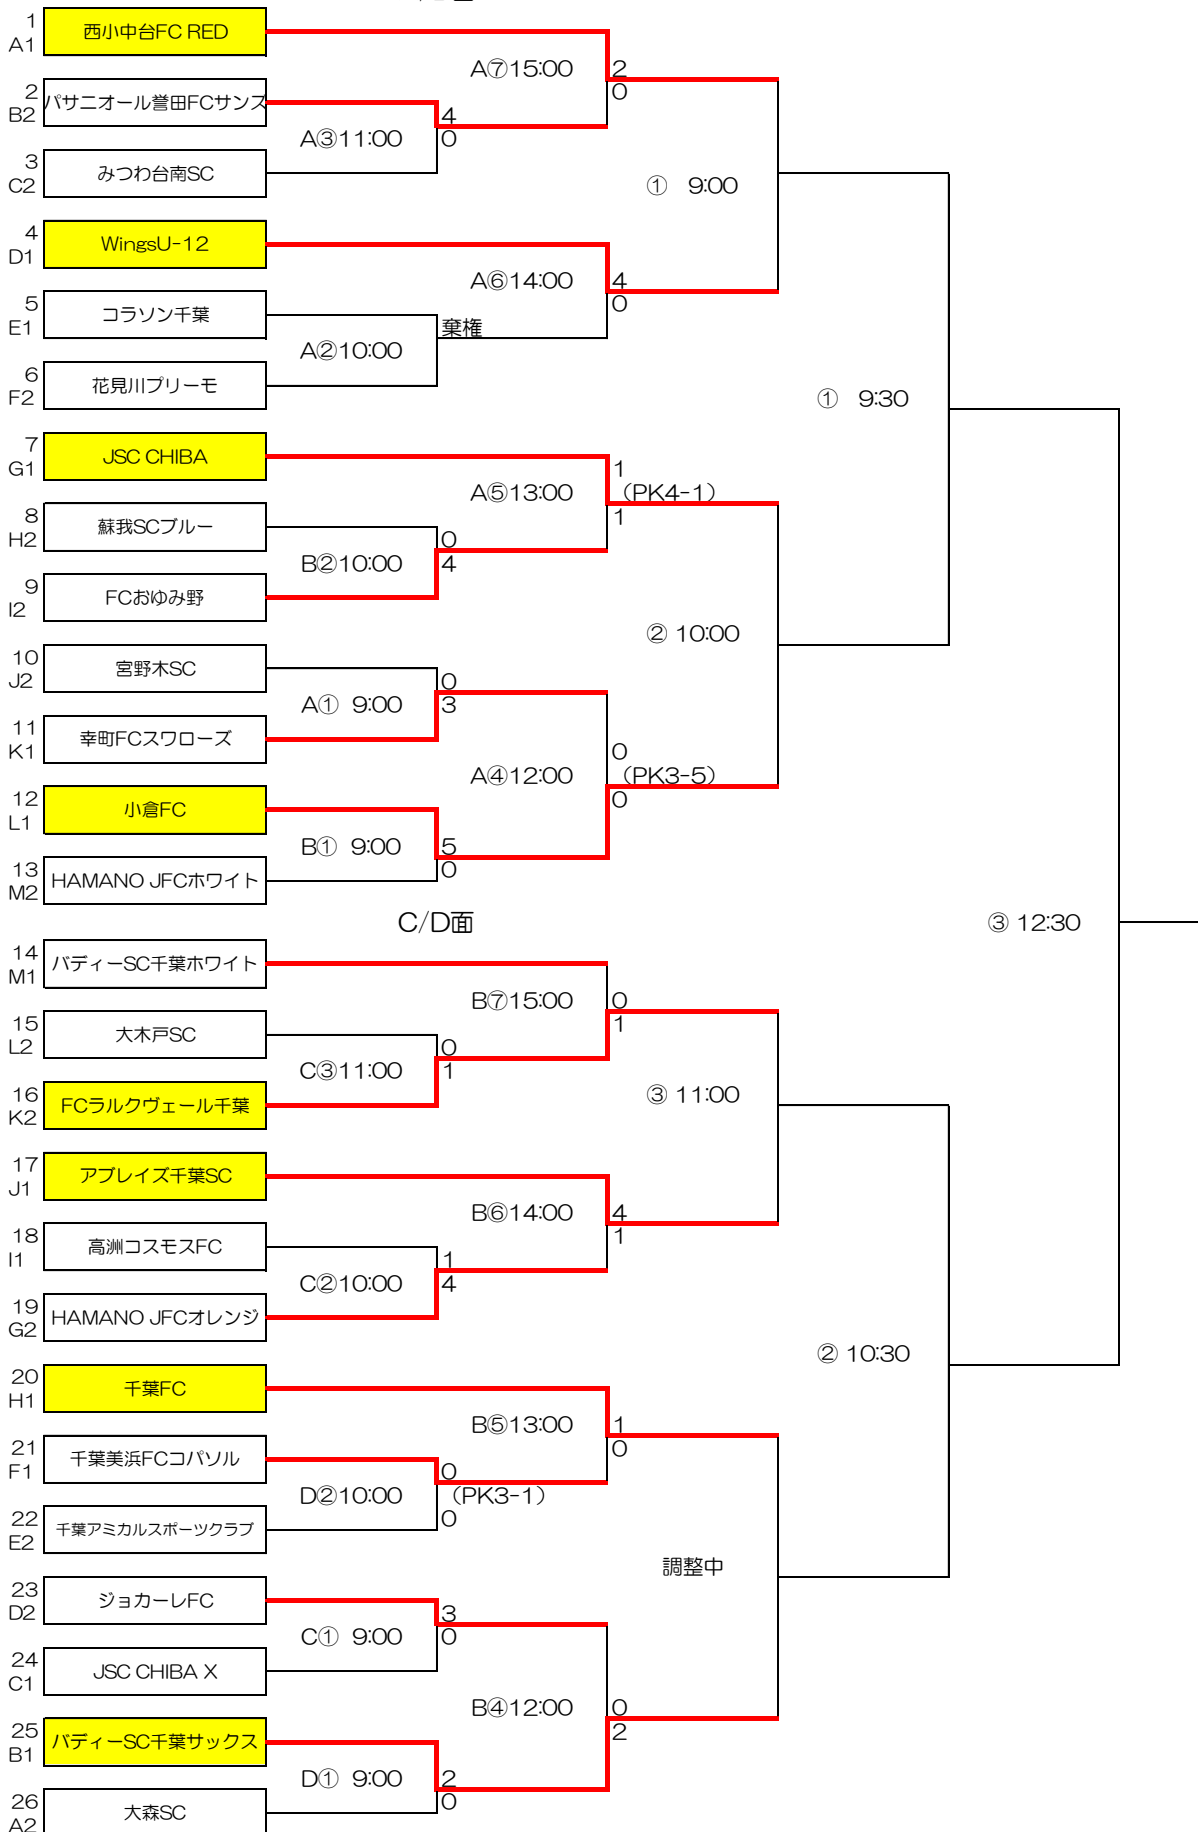 1
A1
西小中台FC RED
A⑦15:00
2
0
2
B2
パサニオール誉田FCサンズ
4
A③11:00
0
3
C2
みつわ台南SC
① 9:00
4
D1
WingsU-12
A⑥14:00
4
0
5
E1
コラソン千葉
棄権
A②10:00
6
F2
花見川プリーモ
① 9:30
7
G1
JSC CHIBA
1
A⑤13:00
(PK4-1)
1
8
H2
蘇我SCブルー
0
B②10:00
4
9
I2
FCおゆみ野
② 10:00
10
J2
宮野木SC
0
A① 9:00
3
11
K1
幸町FCスワローズ
0
A④12:00
(PK3-5)
0
12
L1
小倉FC
B① 9:00
5
0
13
M2
HAMANO JFCホワイト
C/D面
③ 12:30
14
M1
バディーSC千葉ホワイト
B⑦15:00
0
1
15
L2
大木戸SC
0
C③11:00
1
③ 11:00
16
K2
FCラルクヴェール千葉
17
J1
アブレイズ千葉SC
B⑥14:00
4
1
18
I1
高洲コスモスFC
1
C②10:00
4
19
G2
HAMANO JFCオレンジ
② 10:30
20
H1
千葉FC
B⑤13:00
1
0
21
F1
千葉美浜FCコパソル
0
D②10:00
(PK3-1)
0
22
E2
千葉アミカルスポーツクラブ
調整中
23
D2
ジョカーレFC
3
C① 9:00
0
24
C1
JSC CHIBA X
B④12:00
0
2
25
B1
バディーSC千葉サックス
D① 9:00
2
0
26
A2
大森SC